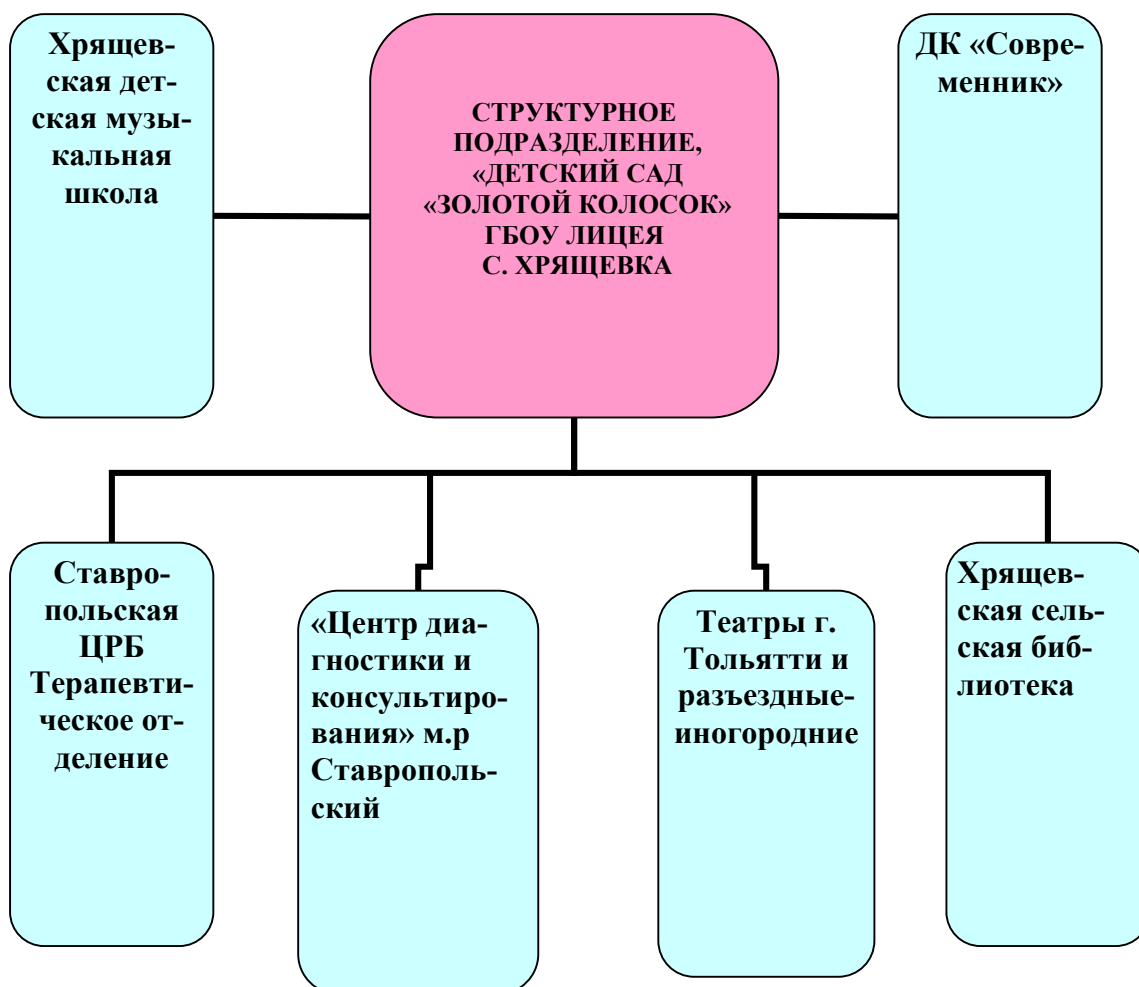 Хрящев-
ская дет-
ская музы-
кальная
школа
СТРУКТУРНОЕ
ПОДРАЗДЕЛЕНИЕ,
«ДЕТСКИЙ САД
«ЗОЛОТОЙ КОЛОСОК»
ГБОУ ЛИЦЕЯ
С. ХРЯЩЕВКА
ДК «Совре-
менник»
Ставро-
польская
ЦРБ
Терапевти-
ческое от-
деление
«Центр диа-
гностики и
консультиро-
вания» м.р
Ставрополь-
ский
Театры г.
Тольятти и
разъездные-
иногородние
Хрящев-
ская сель-
ская биб-
лиотека